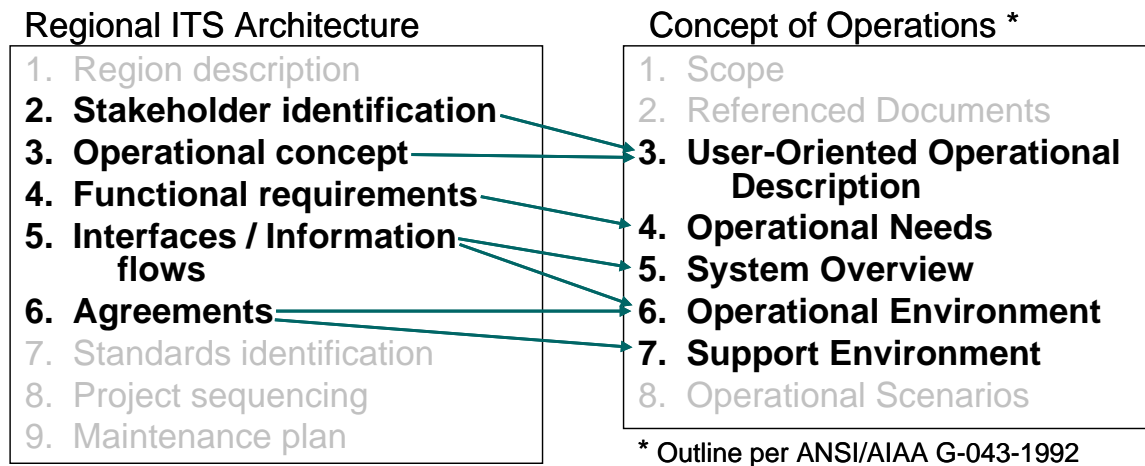 Regional ITS Architecture
1. Region description
2. Stakeholder identification
3. Operational concept
4. Functional requirements
5. Interfaces / Information
flows
6. Agreements
7. Standards identification
8. Project sequencing
9. Maintenance plan
Concept of Operations *
1. Scope
2. Referenced Documents
3. User-Oriented Operational
Description
4. Operational Needs
5. System Overview
6. Operational Environment
7. Support Environment
8. Operational Scenarios
* Outline per ANSI/AIAA G-043-1992